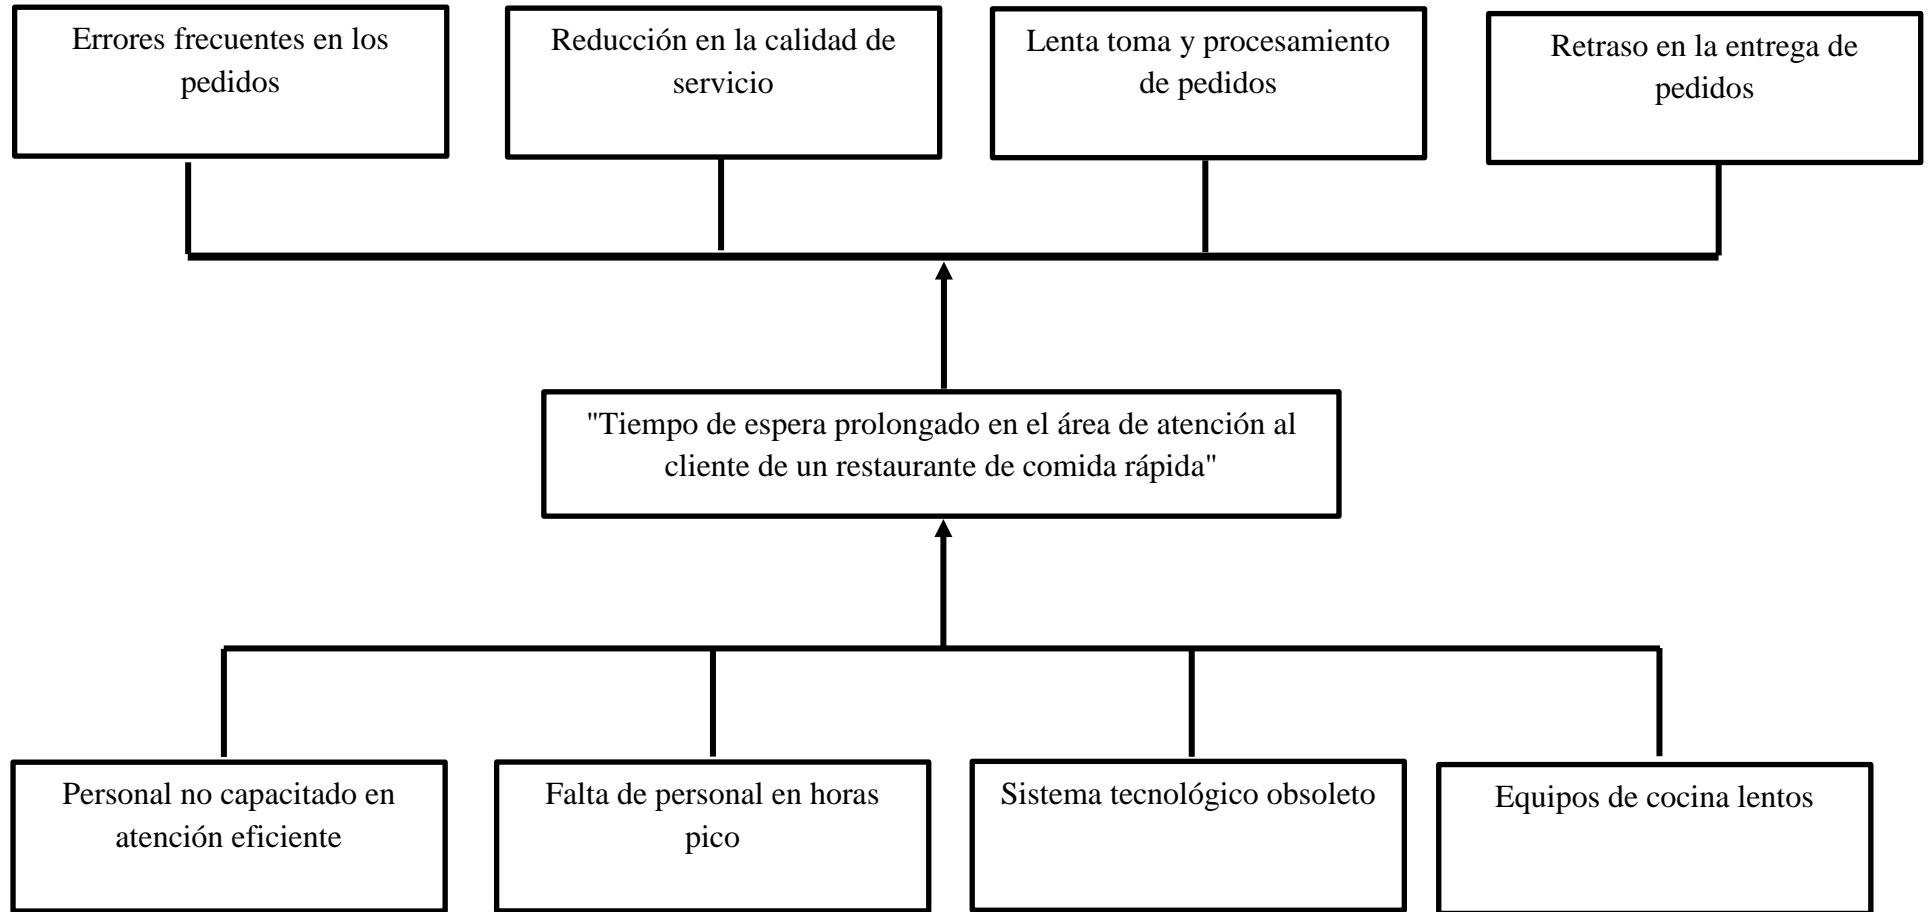 Errores frecuentes en los
pedidos
Reducción en la calidad de
servicio
Lenta toma y procesamiento
de pedidos
Retraso en la entrega de
pedidos
"Tiempo de espera prolongado en el área de atención al
cliente de un restaurante de comida rápida"
Personal no capacitado en
atención eficiente
Falta de personal en horas
pico
Sistema tecnológico obsoleto
Equipos de cocina lentos